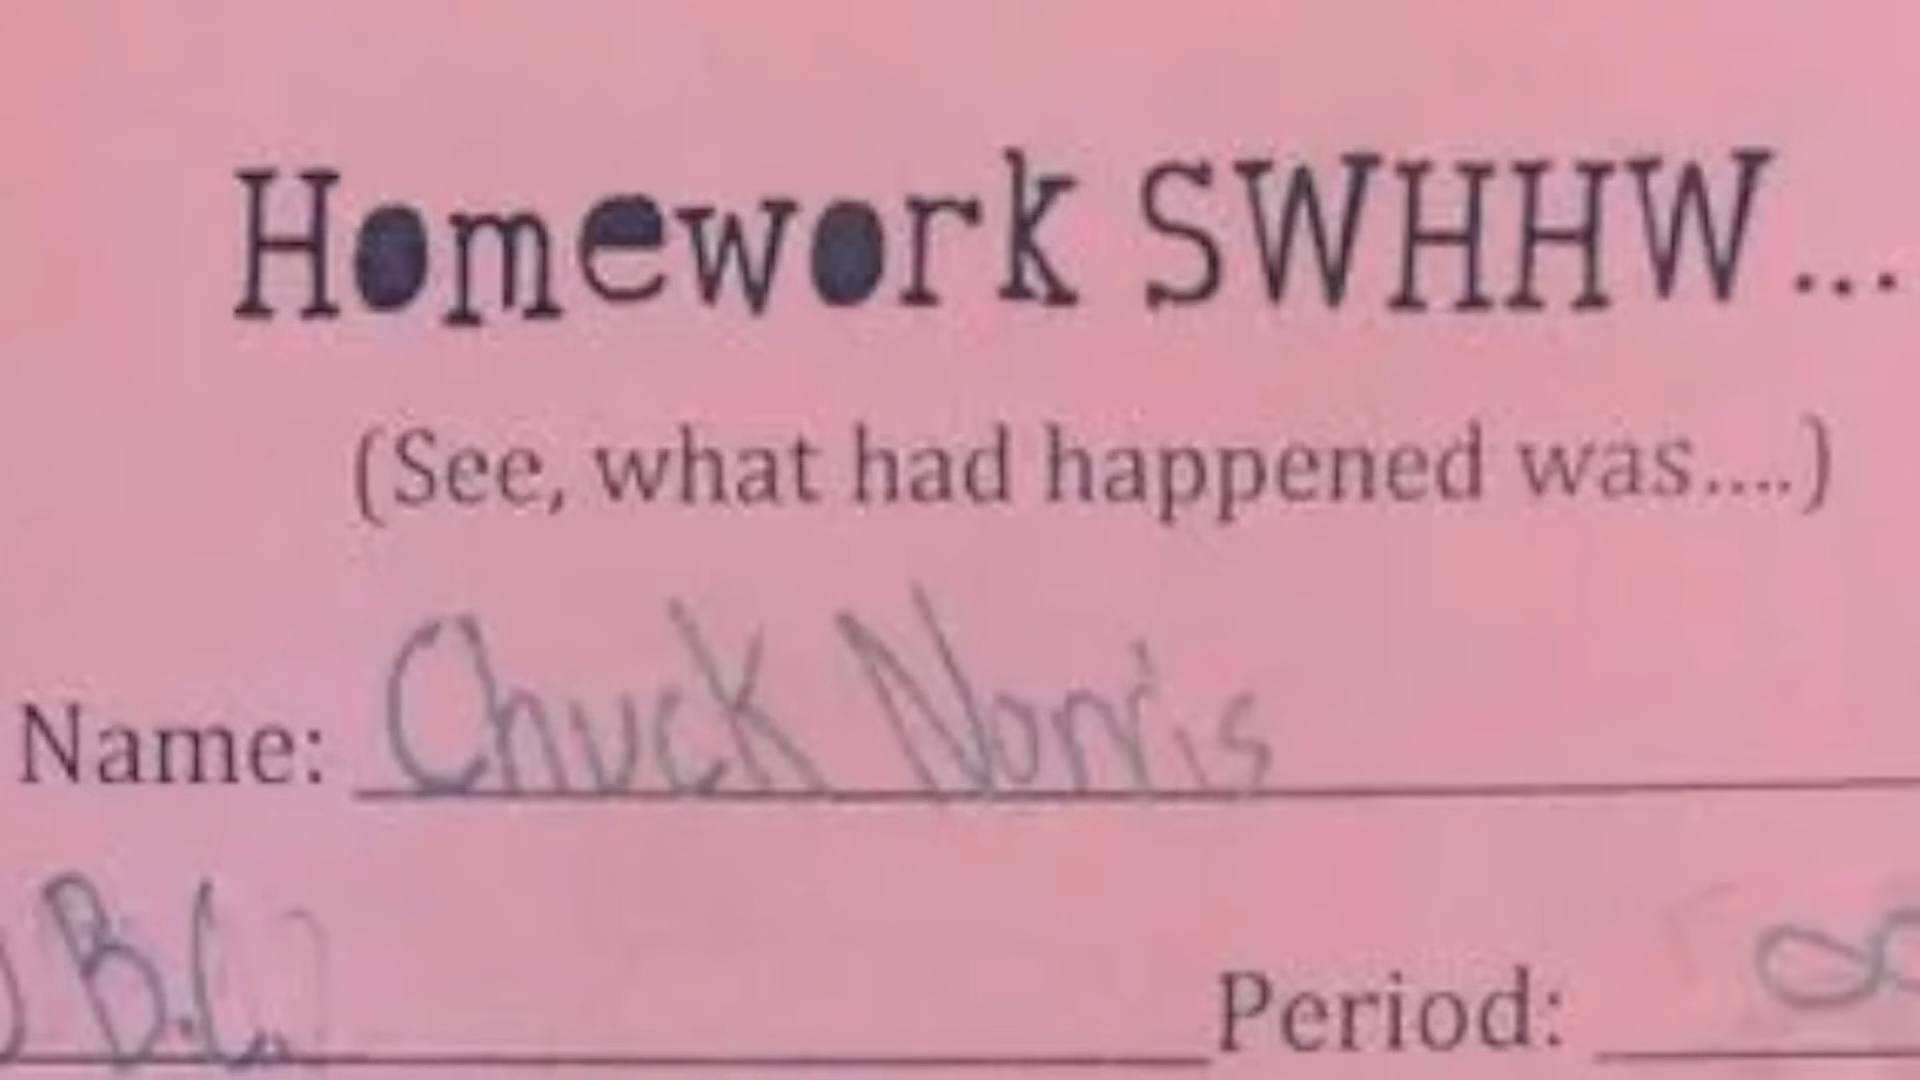 Homework SWHHW...
(See, what had happened was....)
Name: Chuck Norris
B.C. Period: ∞